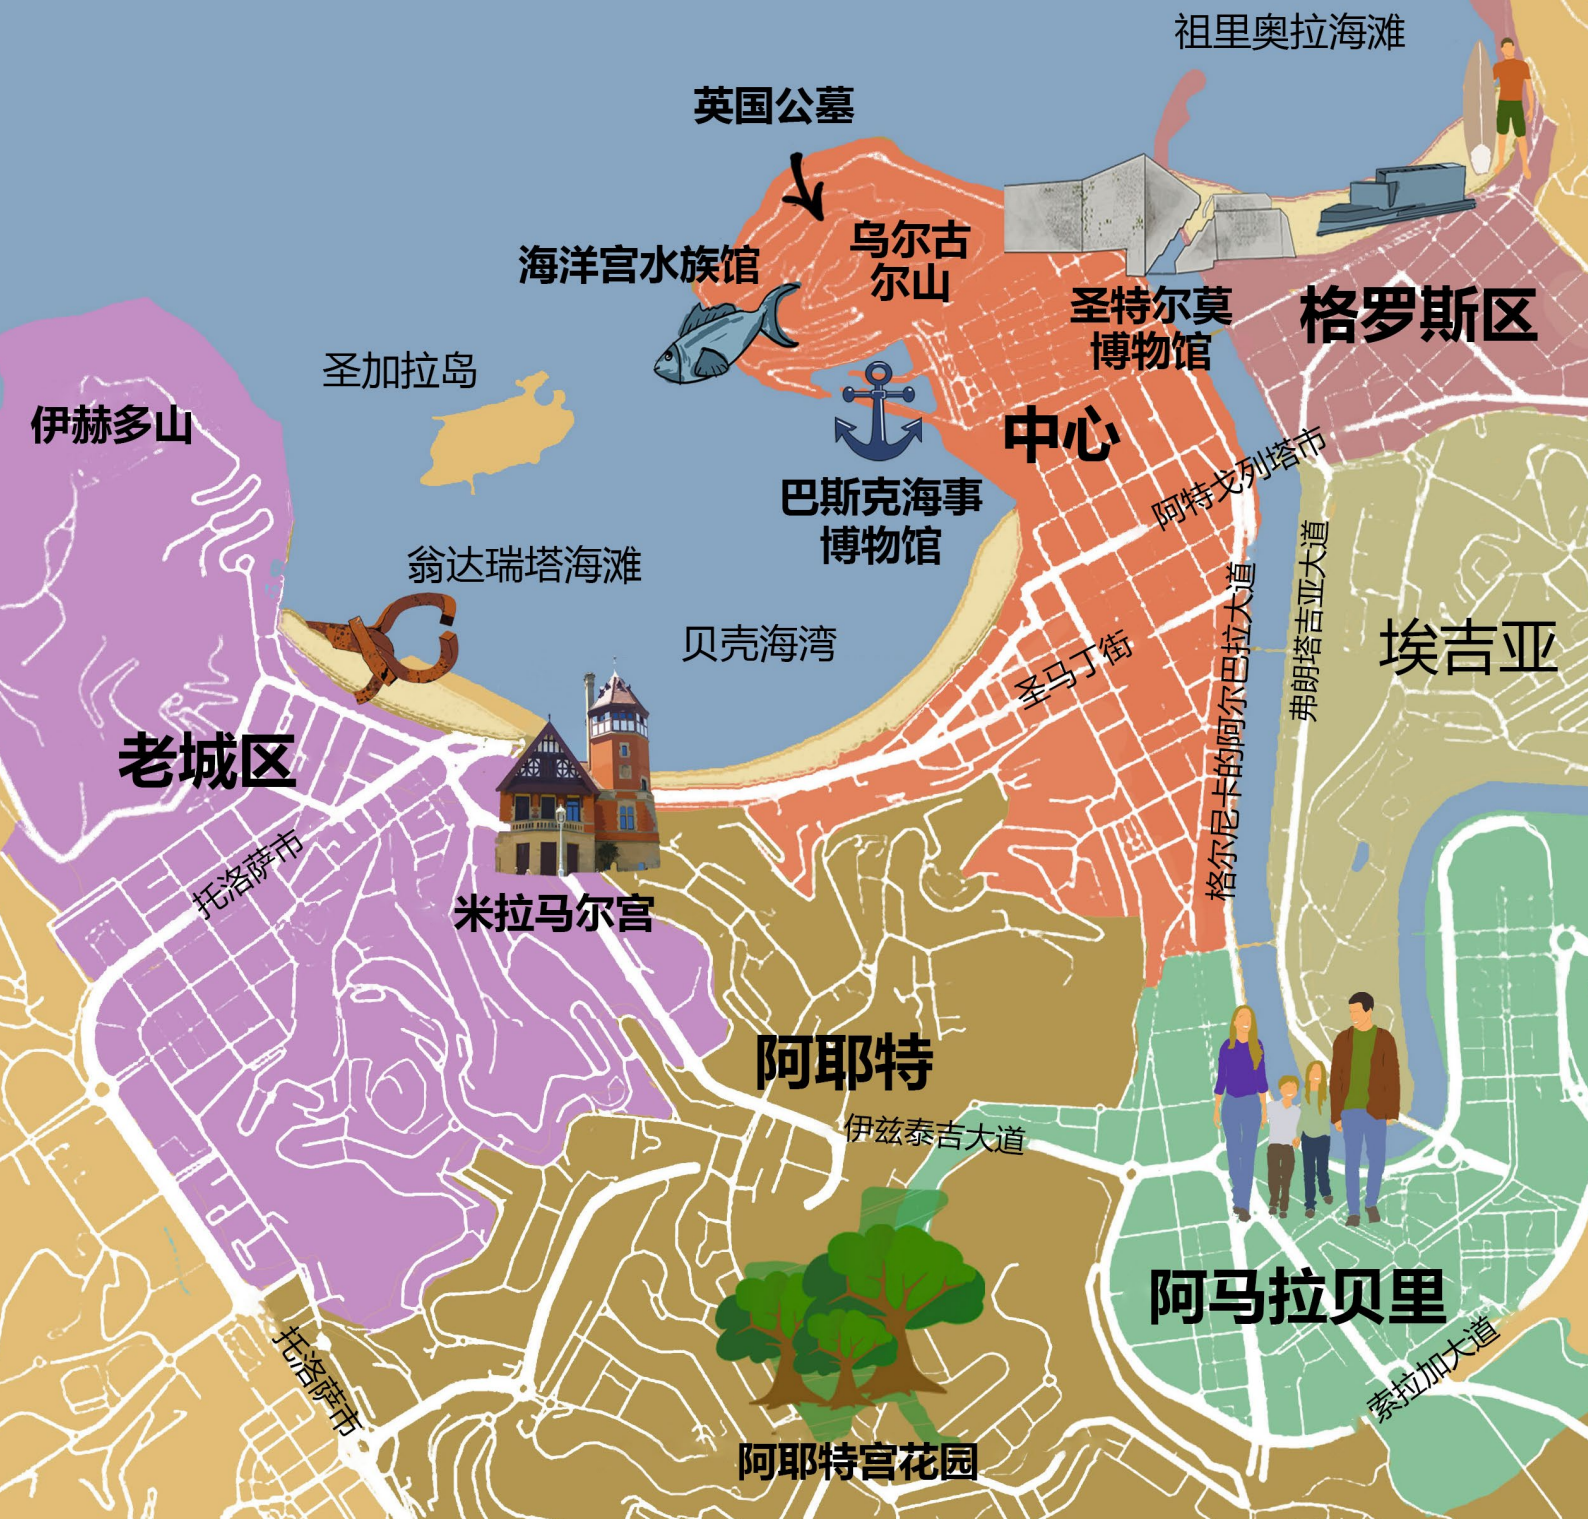 祖里奥拉海滩
英国公墓
乌尔古
尔山
海洋宫水族馆
圣特尔莫
博物馆
格罗斯区
圣加拉岛
伊赫多山
中心
阿特戈列塔市
巴斯克海事
博物馆
翁达瑞塔海滩
贝壳海湾
圣马丁街
格尔尼卡的阿尔巴拉大道
弗朗塔吉亚大道
埃吉亚
老城区
托洛萨市
米拉马尔宫
阿耶特
伊兹泰吉大道
阿马拉贝里
索拉加大道
托洛萨市
阿耶特宫花园